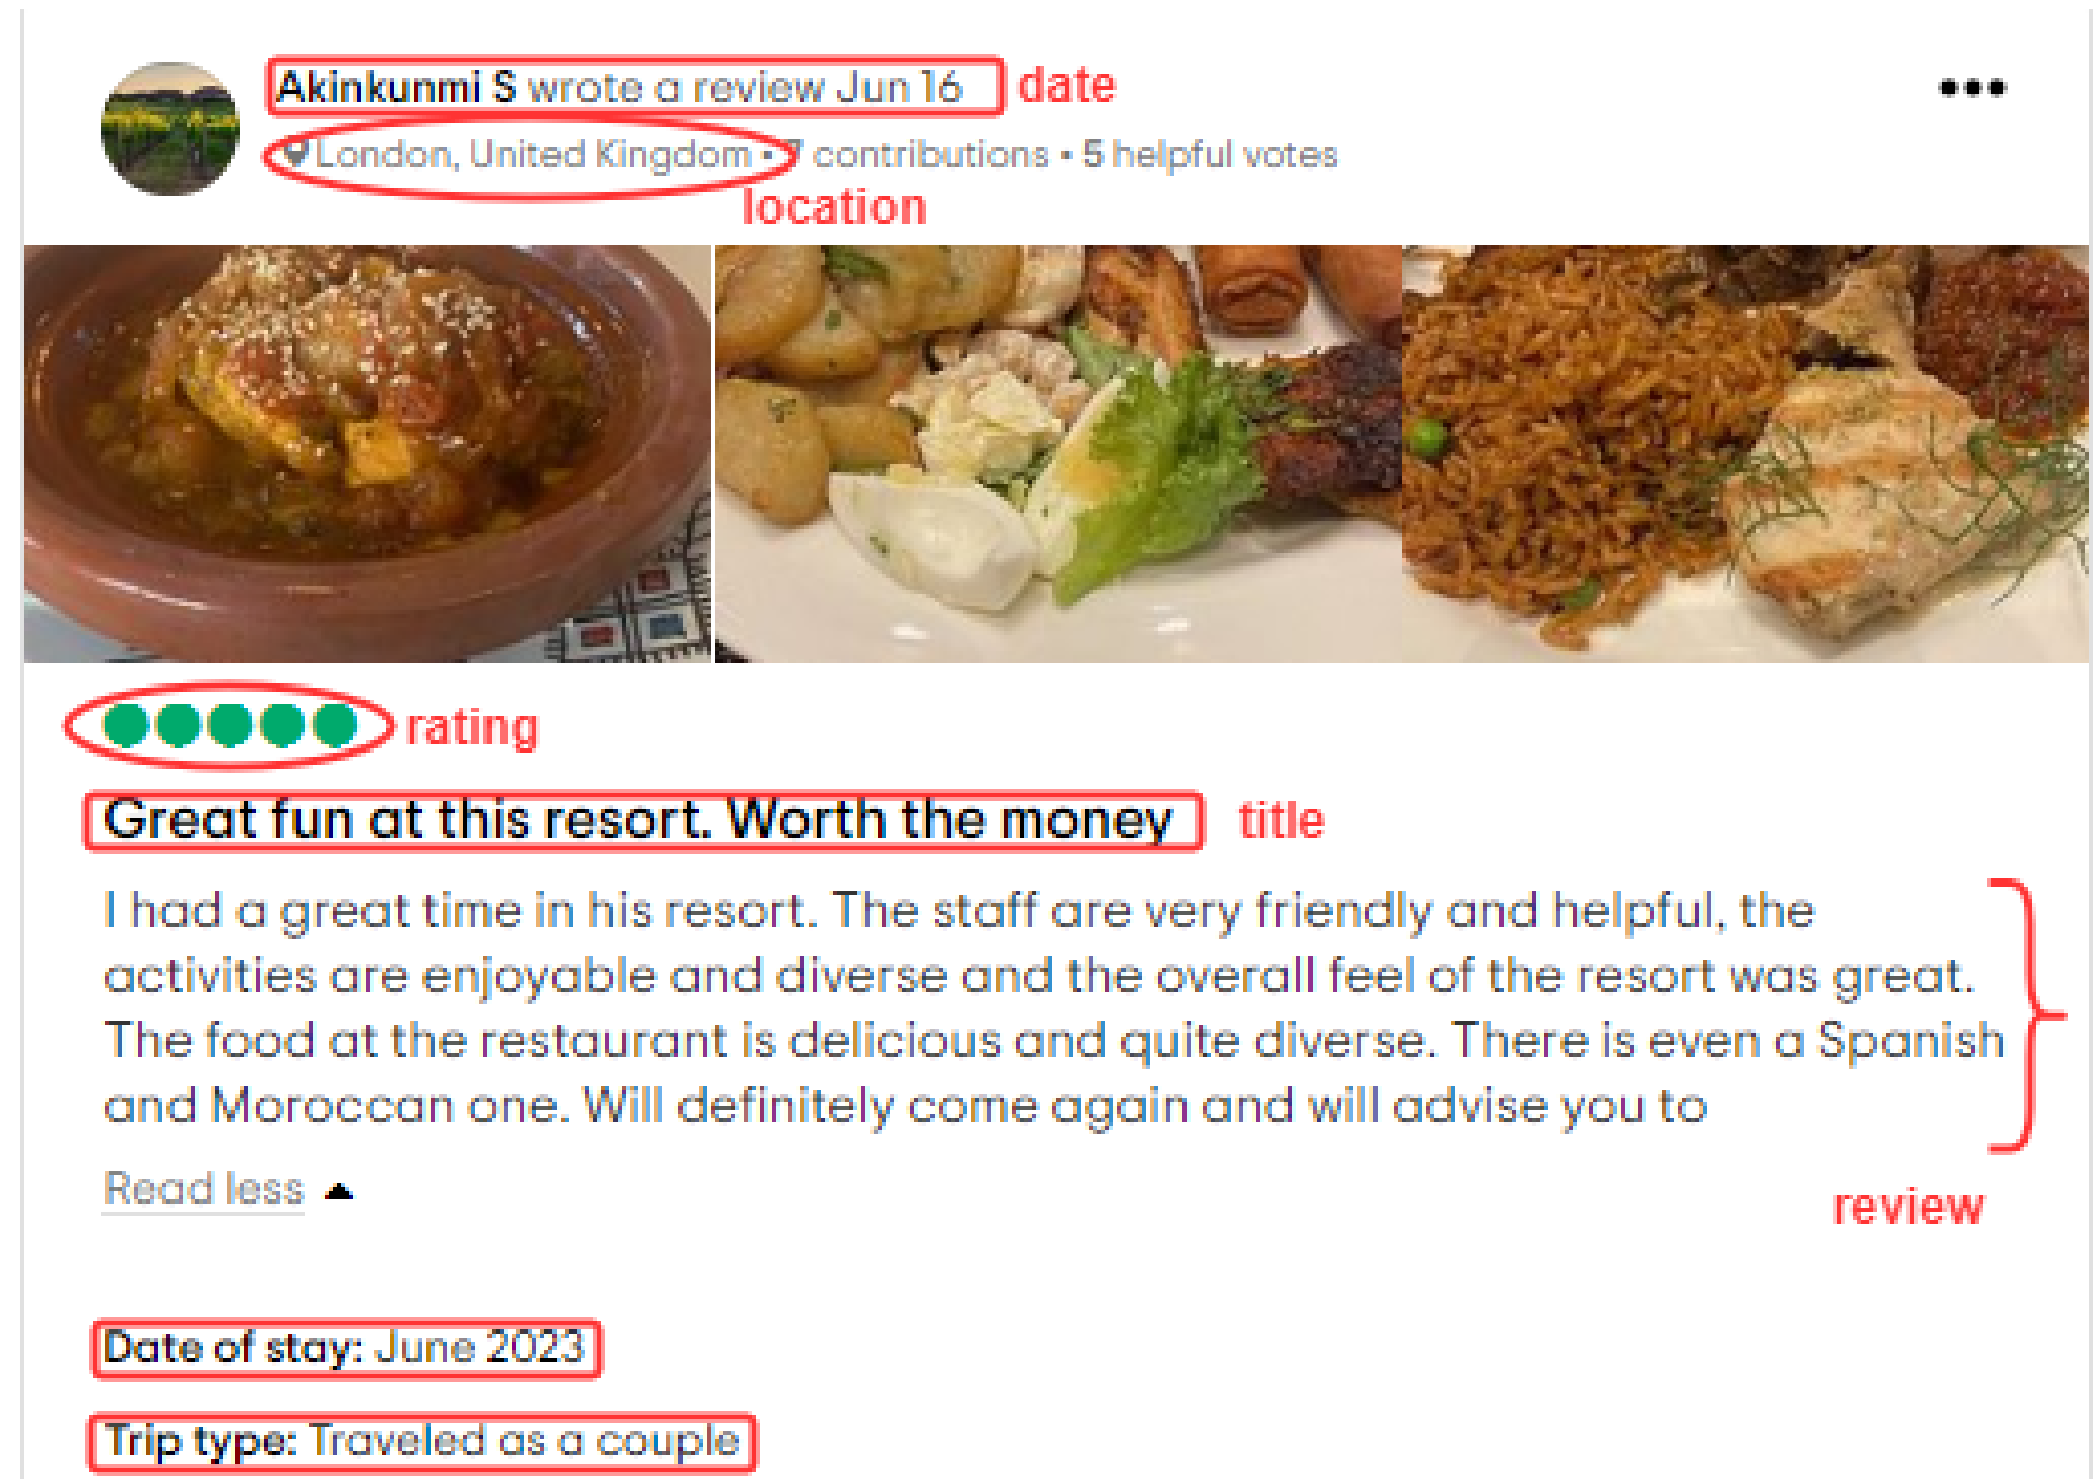 Akinkunmi S wrote a review Jun 16 date
London, United Kingdom • 7 contributions • 5 helpful votes
location
rating
Great fun at this resort. Worth the money title
I had a great time in his resort. The staff are very friendly and helpful, the
activities are enjoyable and diverse and the overall feel of the resort was great.
The food at the restaurant is delicious and quite diverse. There is even a Spanish
and Moroccan one. Will definitely come again and will advise you to
Read less
review
Date of stay: June 2023
Trip type: Traveled as a couple